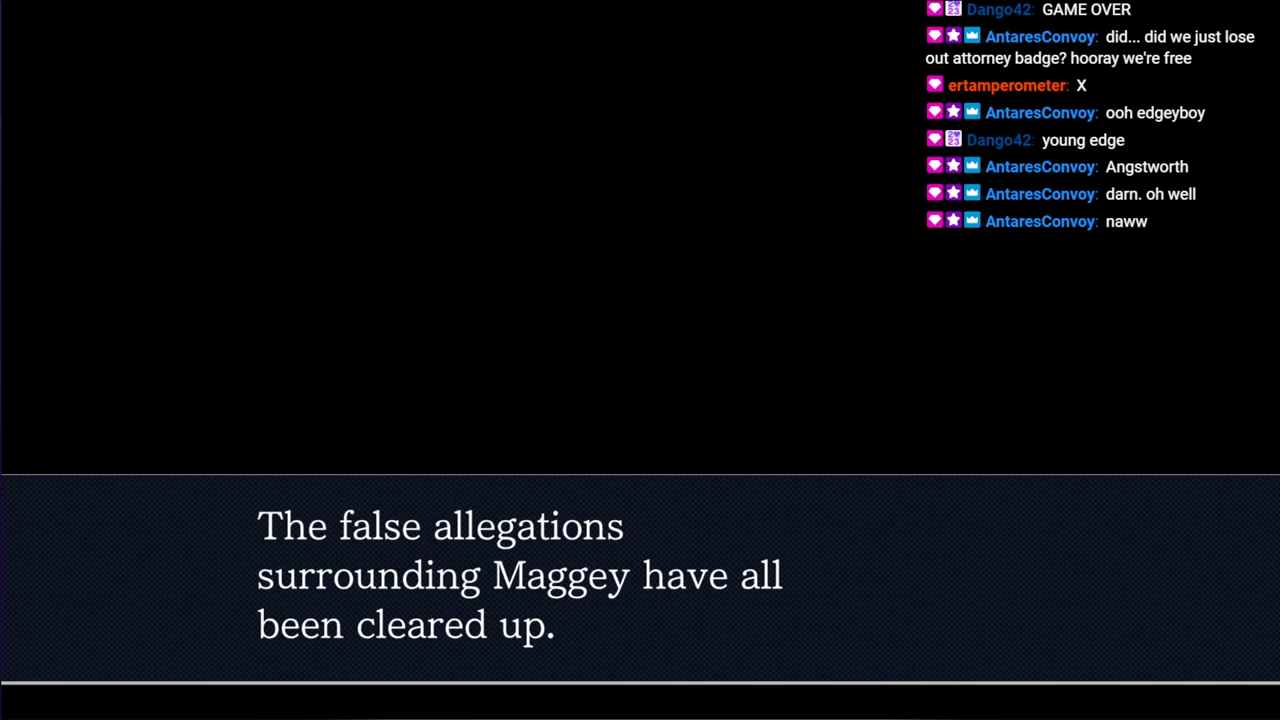 Dango42: GAME OVER
AntaresConvoy: did... did we just lose
out attorney badge? hooray we're free
ertamperometer: X
AntaresConvoy: ooh edgeyboy
Dango42: young edge
AntaresConvoy: Angstworth
AntaresConvoy: darn. oh well
AntaresConvoy: naww
The false allegations
surrounding Maggey have all
been cleared up.